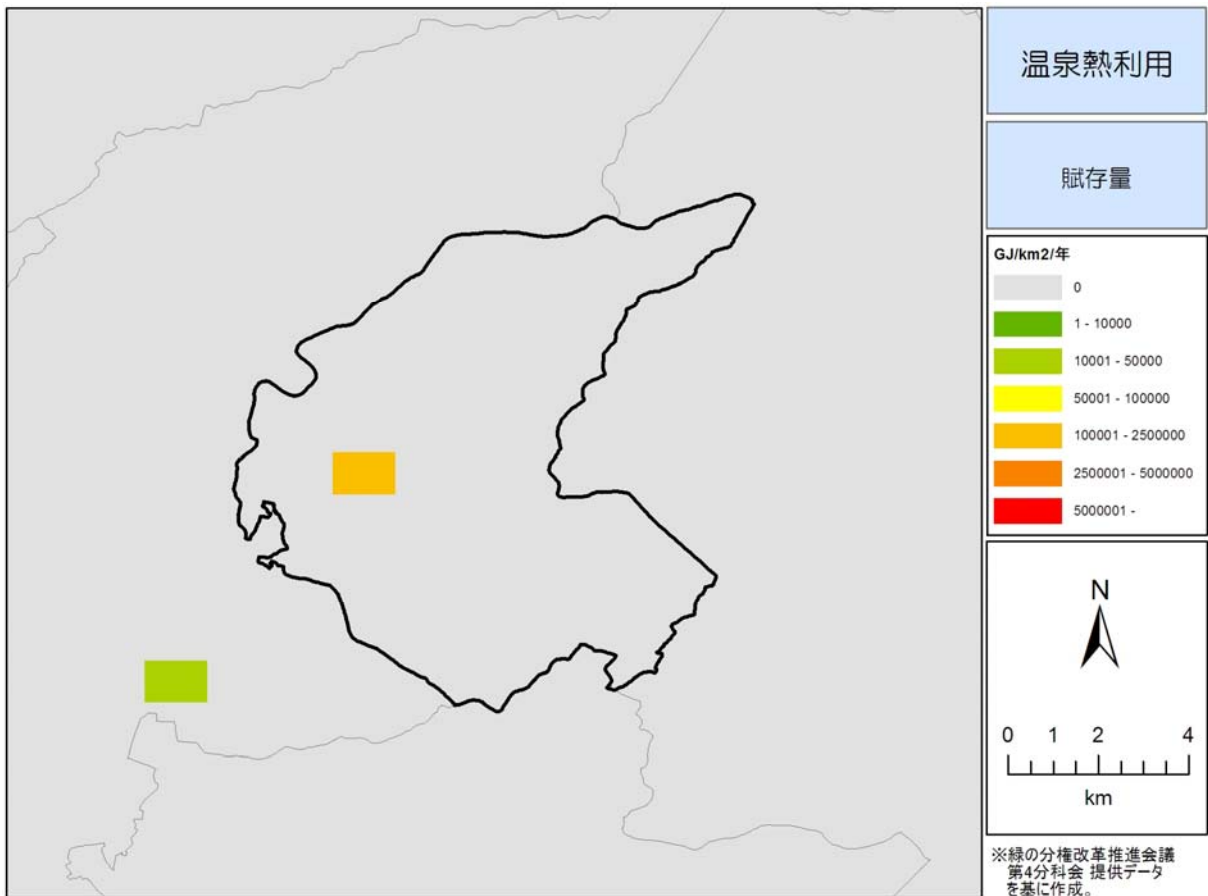 温泉熱利用
賦存量
GJ/km2/年
0
1 - 10000
10001 - 50000
50001 - 100000
100001 - 2500000
2500001 - 5000000
5000001 -
N
0 1 2 4
km
※緑の分権改革推進会議
第4分科会 提供データ
を基に作成。